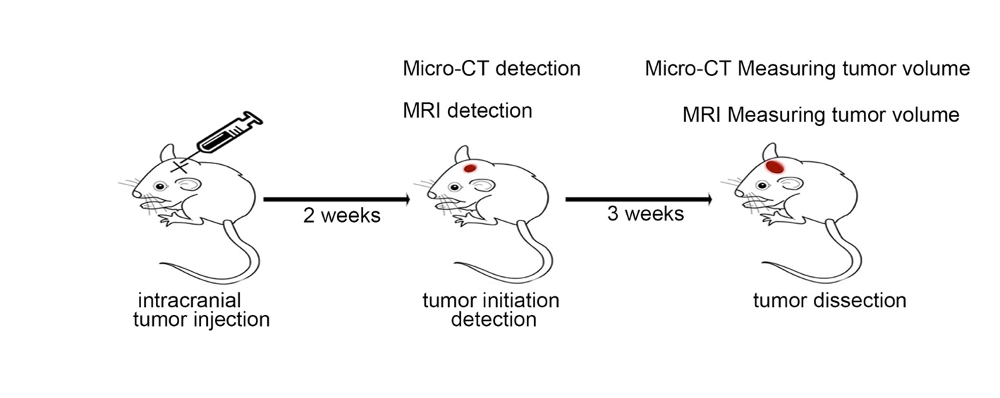 Micro-CT detection
Micro-CT Measuring tumor volume
MRI detection
MRI Measuring tumor volume
2 weeks
3 weeks
intracranial
tumor injection
tumor initiation
detection
tumor dissection